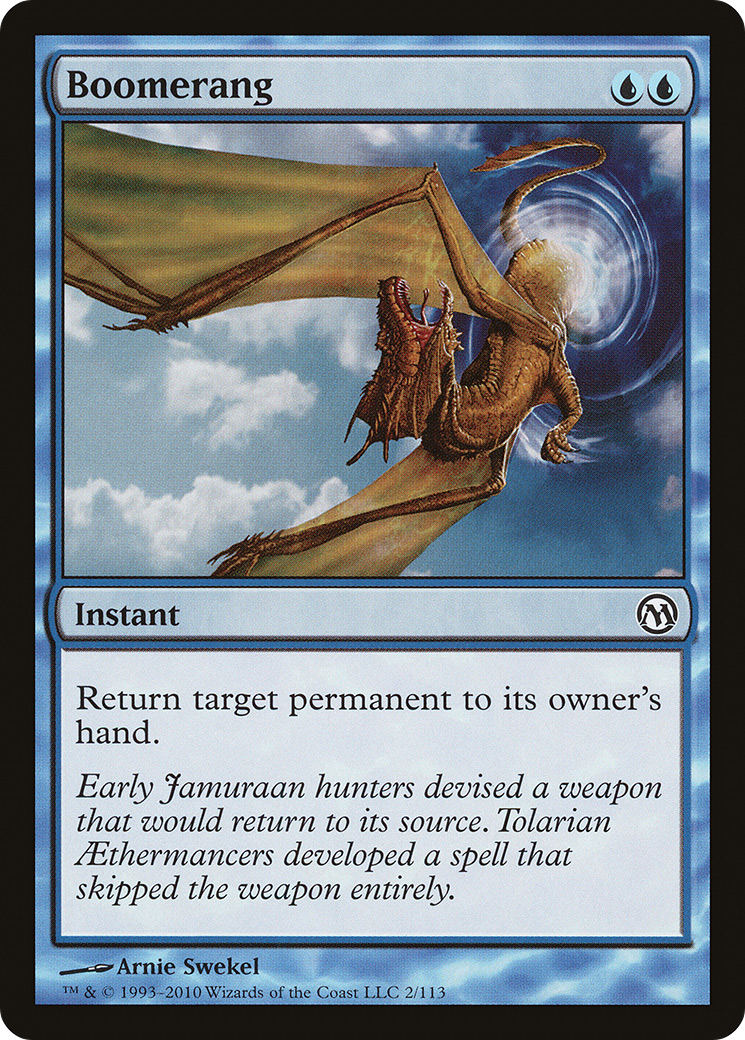 Boomerang
Instant
Return target permanent to its owner's
hand.
Early Jamuraan hunters devised a weapon
that would return to its source. Tolarian
Æthermancers developed a spell that
skipped the weapon entirely.
Arnie Swekel
™ & © 1993–2010 Wizards of the Coast LLC 2/113